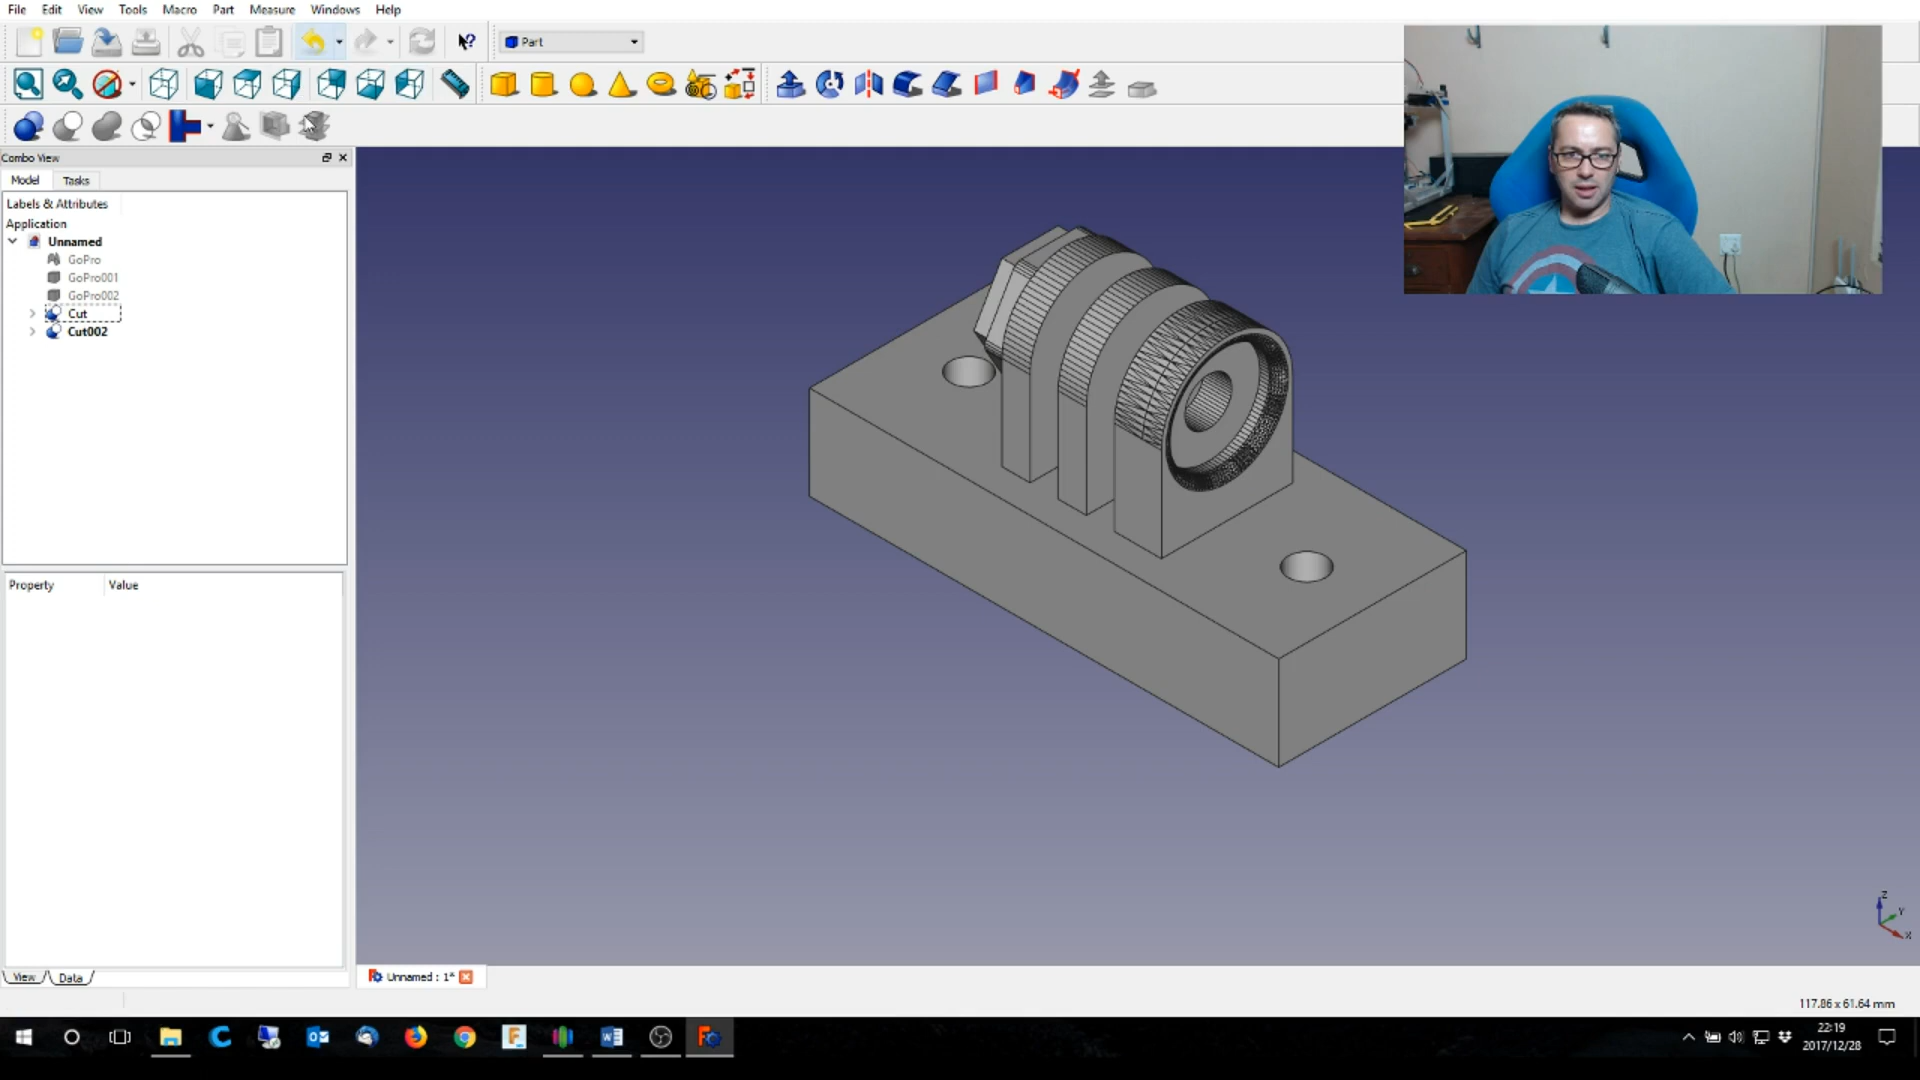 File Edit View Tools Macro Part Measure Windows Help
Part
Combo View
Model Tasks
Labels & Attributes
Application
Unnamed
GoPro
GoPro001
GoPro002
Cut
Cut002
Property Value
View Data
Unnamed : 1*
Z
Y
X
117.86 x 61.64 mm
22:19
2017/12/28